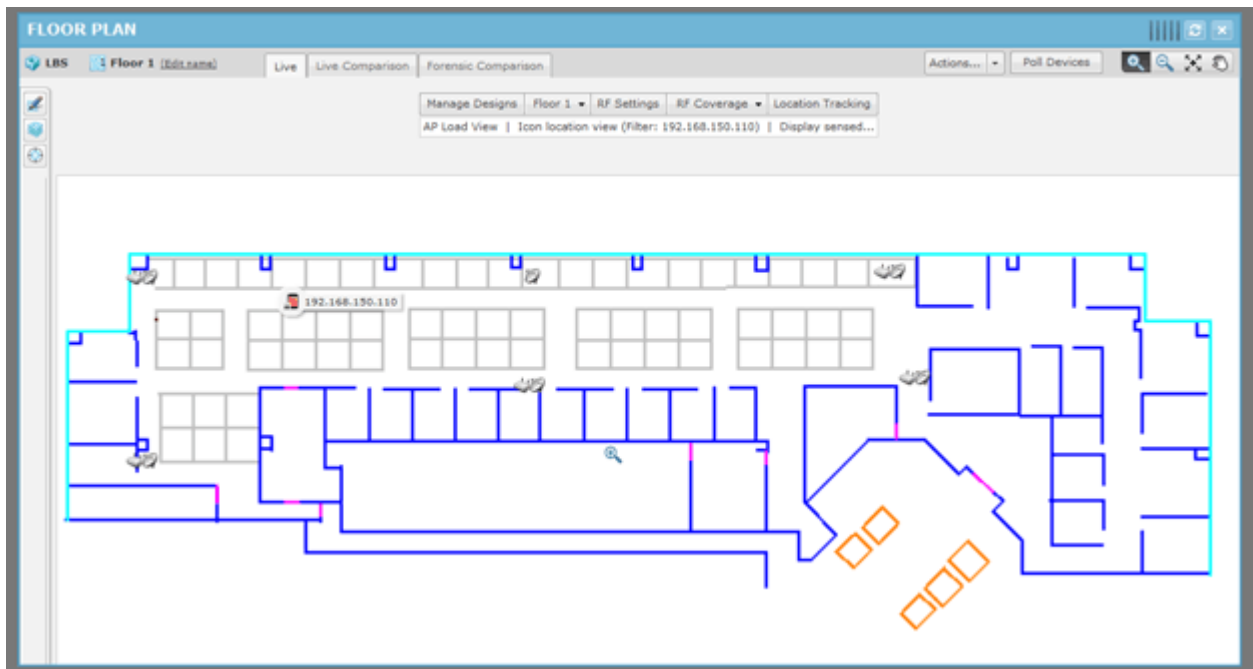 FLOOR PLAN
LBS Floor 1 [Edit name] Live Live Comparison Forensic Comparison Actions... Poll Devices
Manage Designs Floor 1 RF Settings RF Coverage Location Tracking
AP Load View | Icon location view (Filter: 192.168.150.110) | Display sensed...
192.168.150.110